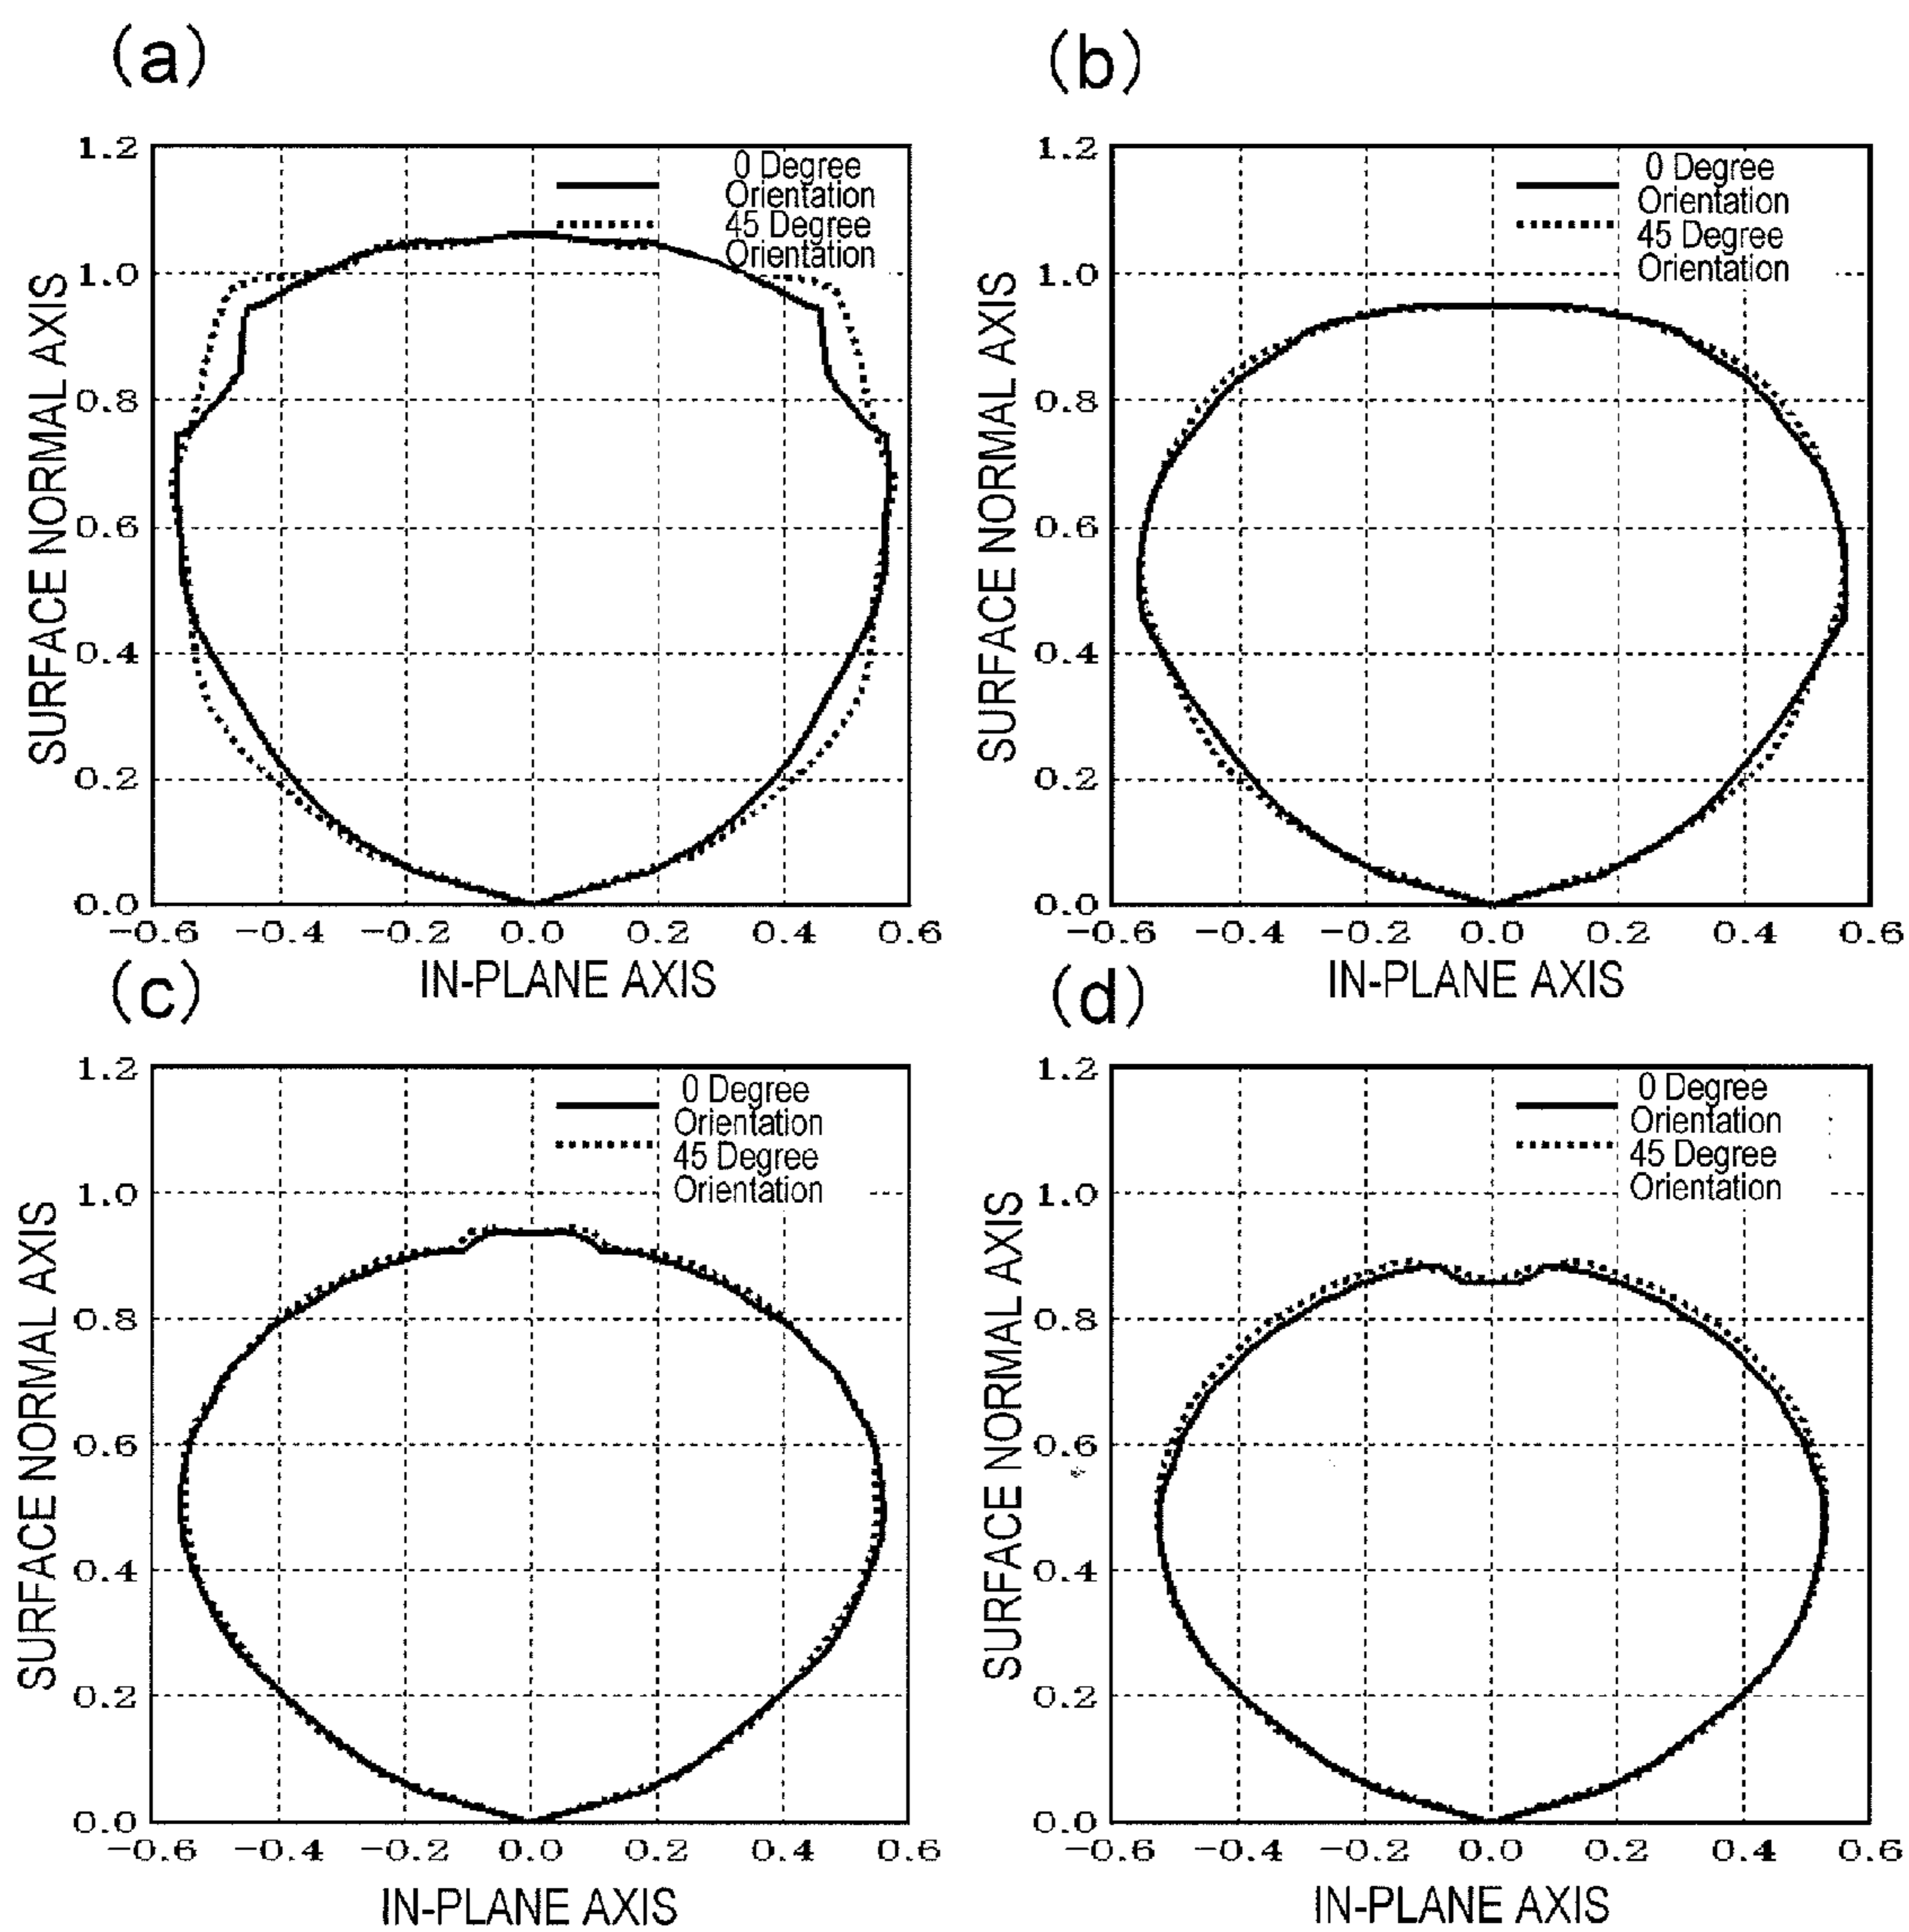 (a)
1.2
1.0
0.8
0.6
0.4
0.2
0.0
SURFACE NORMAL AXIS
0 Degree
Orientation
45 Degree
Orientation
-0.6 -0.4 -0.2 0.0 0.2 0.4 0.6
IN-PLANE AXIS
(b)
1.2
1.0
0.8
0.6
0.4
0.2
0.0
SURFACE NORMAL AXIS
0 Degree
Orientation
45 Degree
Orientation
-0.6 -0.4 -0.2 0.0 0.2 0.4 0.6
IN-PLANE AXIS
(c)
1.2
1.0
0.8
0.6
0.4
0.2
0.0
SURFACE NORMAL AXIS
0 Degree
Orientation
45 Degree
Orientation
-0.6 -0.4 -0.2 0.0 0.2 0.4 0.6
IN-PLANE AXIS
(d)
1.2
1.0
0.8
0.6
0.4
0.2
0.0
SURFACE NORMAL AXIS
0 Degree
Orientation
45 Degree
Orientation
-0.6 -0.4 -0.2 0.0 0.2 0.4 0.6
IN-PLANE AXIS